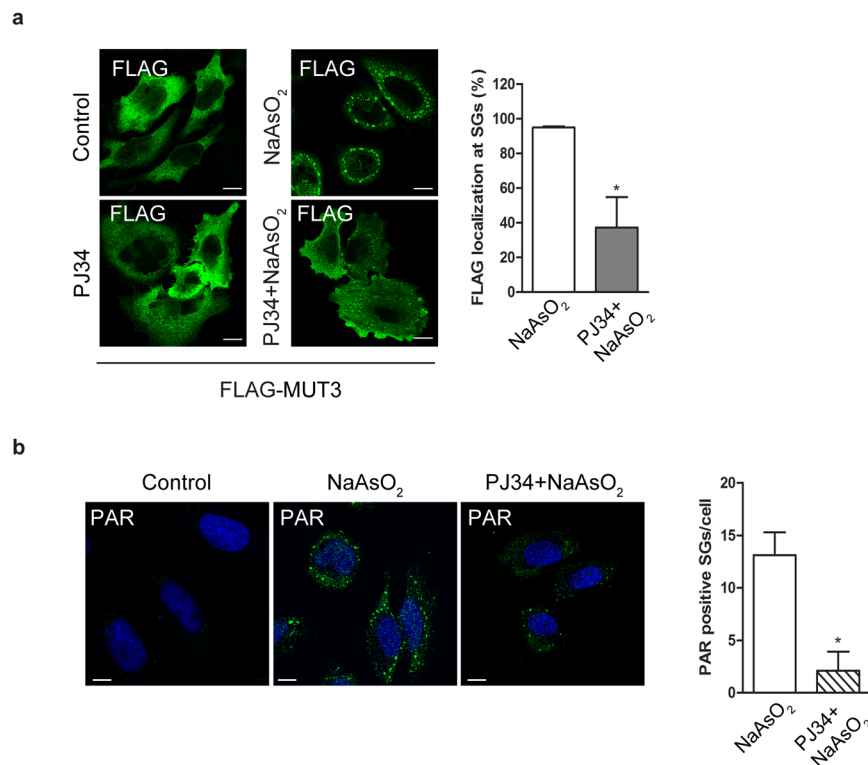 a
Control
FLAG
NaAsO2
FLAG
PJ34
FLAG
PJ34+NaAsO2
FLAG
FLAG-MUT3
FLAG localization at SGs (%)
120
100
80
60
40
20
0
*
NaAsO2
PJ34+
NaAsO2
b
Control
NaAsO2
PJ34+NaAsO2
PAR
PAR
PAR
PAR positive SGs/cell
20
15
10
5
0
*
NaAsO2
PJ34+
NaAsO2